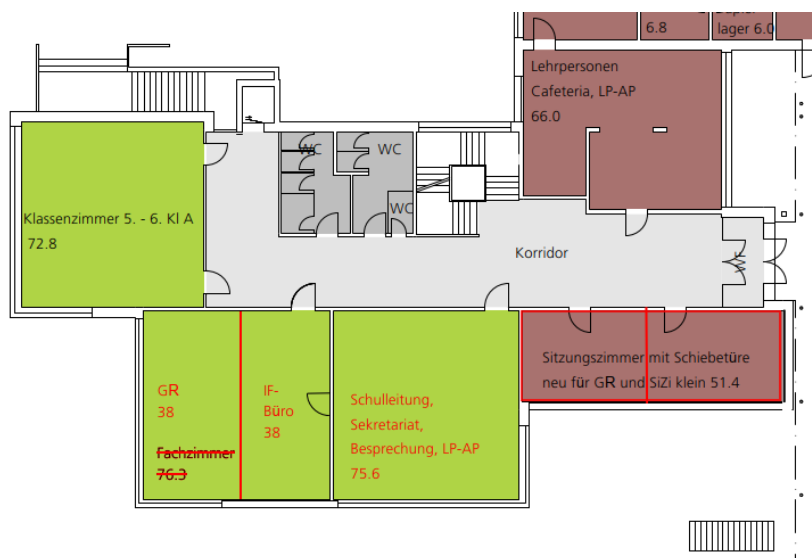 6.8
lager 6.0
Lehrpersonen
Cafeteria, LP-AP
66.0
WC
WC
WC
Klassenzimmer 5. - 6. Kl A
72.8
Korridor
WF
Sitzungszimmer mit Schiebetüre
neu für GR und SiZi klein 51.4
GR
38
Fachzimmer
76.3
IF-
Büro
38
Schulleitung,
Sekretariat,
Besprechung, LP-AP
75.6